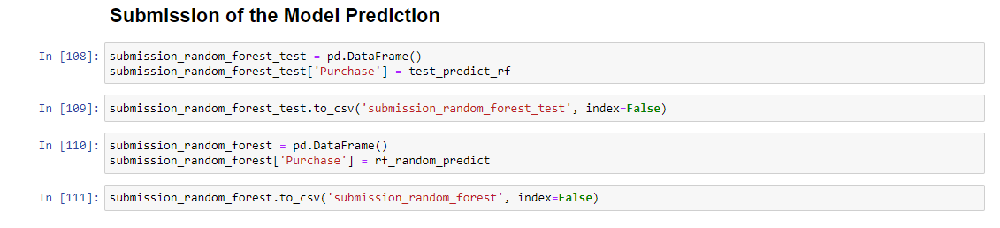 Submission of the Model Prediction
In [108]: submission_random_forest_test = pd.DataFrame()
submission_random_forest_test['Purchase'] = test_predict_rf
In [109]: submission_random_forest_test.to_csv('submission_random_forest_test', index=False)
In [110]: submission_random_forest = pd.DataFrame()
submission_random_forest['Purchase'] = rf_random_predict
In [111]: submission_random_forest.to_csv('submission_random_forest', index=False)